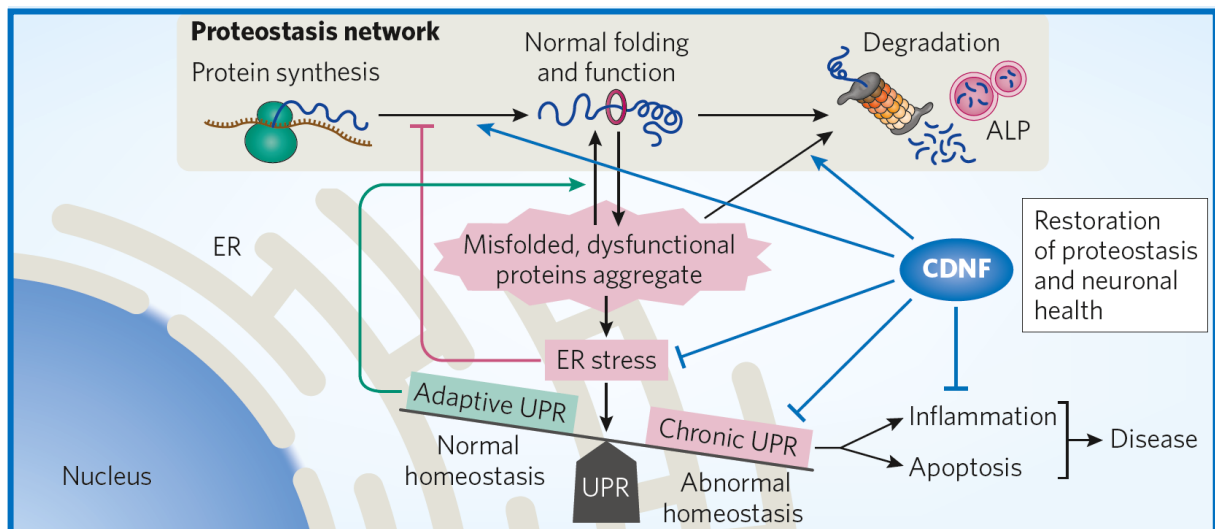 Proteostasis network
Protein synthesis
Normal folding
and function
Degradation
ALP
ER
Misfolded, dysfunctional
proteins aggregate
CDNF
Restoration
of proteostasis
and neuronal
health
ER stress
Adaptive UPR
Chronic UPR
Normal
homeostasis
UPR
Abnormal
homeostasis
Inflammation
Apoptosis
Disease
Nucleus